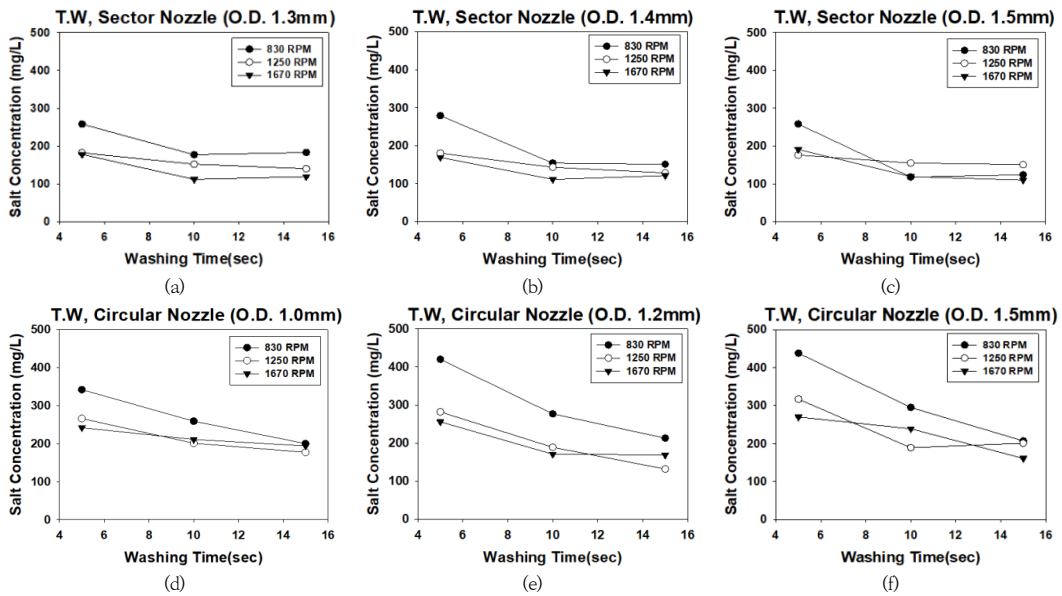 T.W, Sector Nozzle (O.D. 1.3mm)
500
400
300
200
100
0
Salt Concentration (mg/L)
830 RPM
1250 RPM
1670 RPM
4 6 8 10 12 14 16
Washing Time(sec)
(a)
T.W, Sector Nozzle (O.D. 1.4mm)
500
400
300
200
100
0
Salt Concentration (mg/L)
830 RPM
1250 RPM
1670 RPM
4 6 8 10 12 14 16
Washing Time(sec)
(b)
T.W, Sector Nozzle (O.D. 1.5mm)
500
400
300
200
100
0
Salt Concentration (mg/L)
830 RPM
1250 RPM
1670 RPM
4 6 8 10 12 14 16
Washing Time(sec)
(c)
T.W, Circular Nozzle (O.D. 1.0mm)
500
400
300
200
100
0
Salt Concentration (mg/L)
830 RPM
1250 RPM
1670 RPM
4 6 8 10 12 14 16
Washing Time(sec)
(d)
T.W, Circular Nozzle (O.D. 1.2mm)
500
400
300
200
100
0
Salt Concentration (mg/L)
830 RPM
1250 RPM
1670 RPM
4 6 8 10 12 14 16
Washing Time(sec)
(e)
T.W, Circular Nozzle (O.D. 1.5mm)
500
400
300
200
100
0
Salt Concentration (mg/L)
830 RPM
1250 RPM
1670 RPM
4 6 8 10 12 14 16
Washing Time(sec)
(f)